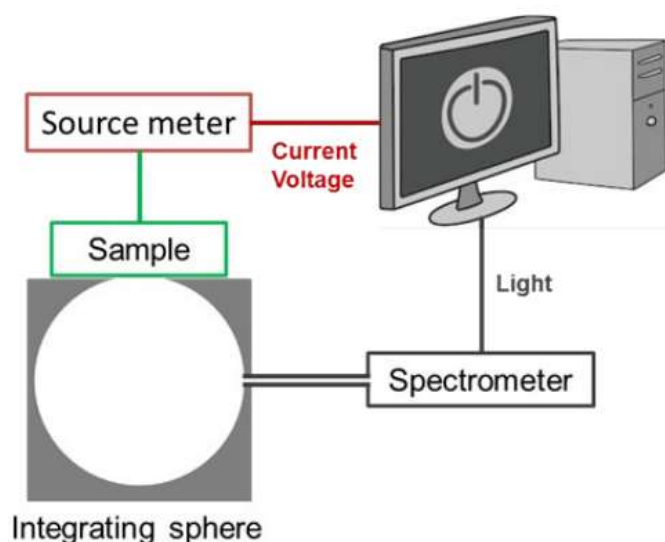 Source meter
Current
Voltage
Sample
Light
Spectrometer
Integrating sphere